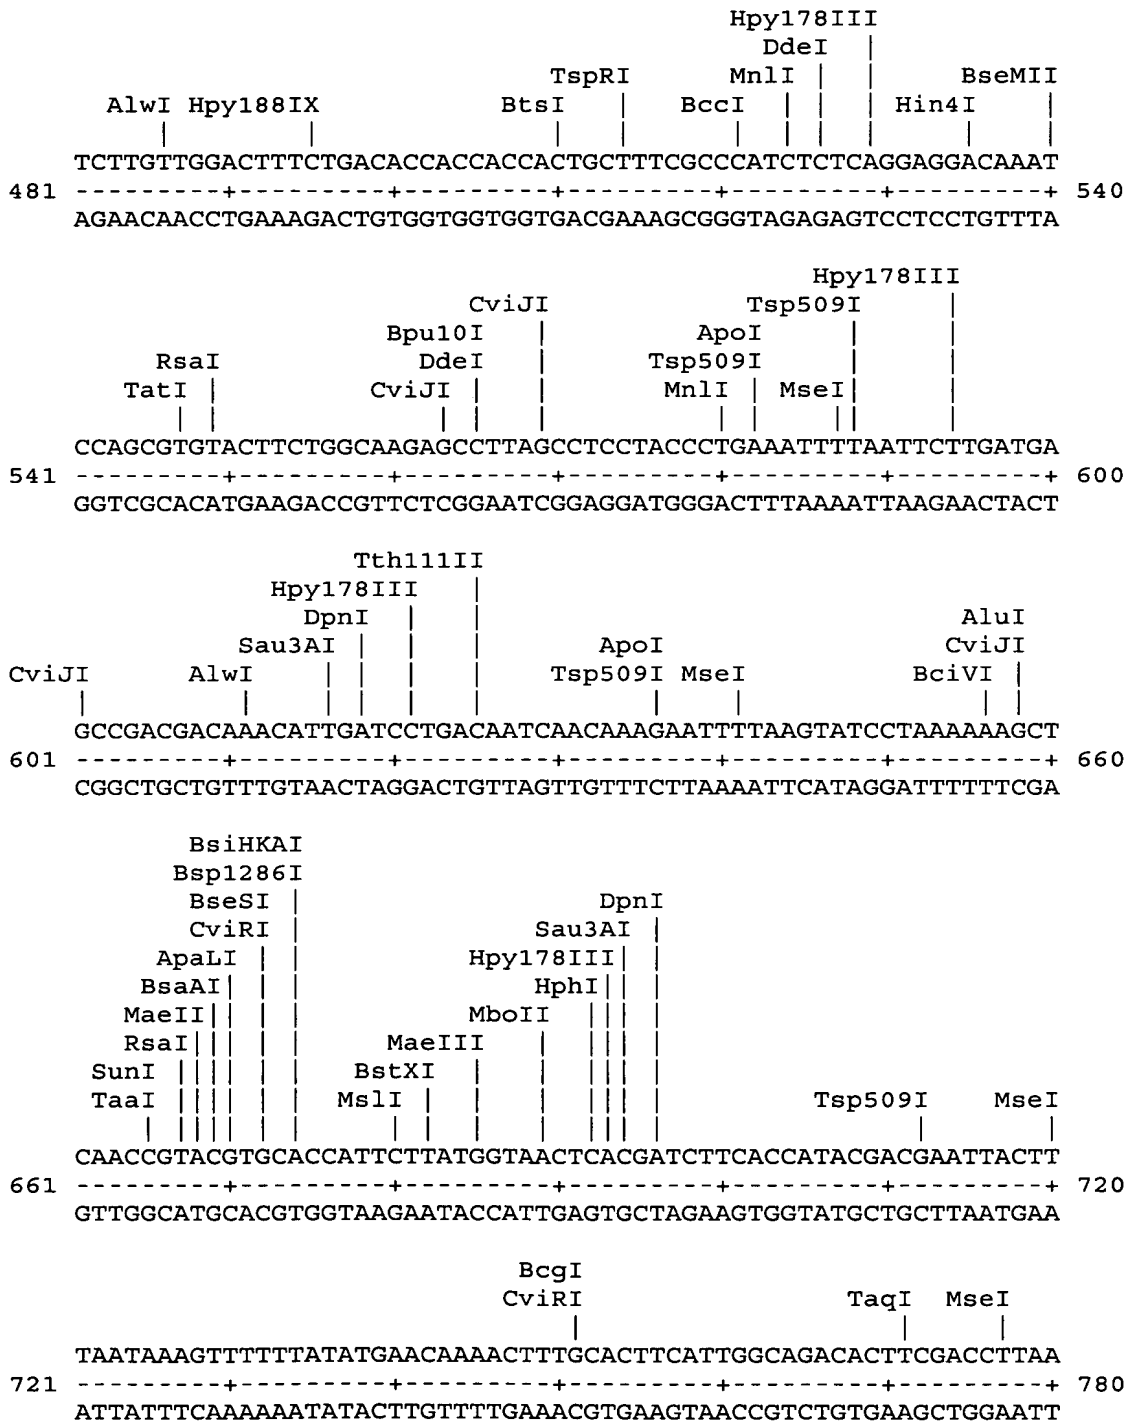 Hpy178III
DdeI
TspRI MnlI BseMII
AlwI Hpy188IX BtsI BccI Hin4I
TCTTGTTGGACTTTCTGACACCACCACCACTGCTTTCGCCCATCTCTCAGGAGGACAAAT
481 ---------+---------+---------+---------+---------+---------+ 540
AGAACAACCTGAAAGACTGTGGTGGTGGTGACGAAAGCGGGTAGAGAGTCCTCCTGTTTA
Hpy178III
CviJI Tsp509I
Bpu10I ApoI
RsaI DdeI Tsp509I
TatI CviJI MnlI MseI
CCAGCGTGTACTTCTGGCAAGAGCCTTAGCCTCCTACCCTGAAATTTTAATTCTTGATGA
541 ---------+---------+---------+---------+---------+---------+ 600
GGTCGCACATGAAGACCGTTCTCGGAATCGGAGGATGGGACTTTAAAATTAAGAACTACT
Tth111II
Hpy178III
DpnI AluI
Sau3AI ApoI CviJI
CviJI AlwI Tsp509I MseI BciVI
GCCGACGACAAACATTGATCCTGACAATCAACAAAGAATTTTAAGTATCCTAAAAAAGCT
601 ---------+---------+---------+---------+---------+---------+ 660
CGGCTGCTGTTTGTAACTAGGACTGTTAGTTGTTTCTTAAAATTCATAGGATTTTTTCGA
BsiHKAI
Bsp1286I
BseSI DpnI
CviRI Sau3AI
ApaLI Hpy178III
BsaAI HphI
MaeII MboII
RsaI MaeIII
SunI BstXI
TaaI MslI Tsp509I MseI
CAACCGTACGTGCACCATTCTTATGGTAACTCACGATCTTCACCATACGACGAATTACTT
661 ---------+---------+---------+---------+---------+---------+ 720
GTTGGCATGCACGTGGTAAGAATACCATTGAGTGCTAGAAGTGGTATGCTGCTTAATGAA
BcgI
CviRI TaqI MseI
TAATAAAGTTTTTTATATGAACAAAACTTTGCACTTCATTGGCAGACACTTCGACCTTAA
721 ---------+---------+---------+---------+---------+---------+ 780
ATTATTTCAAAAAATATACTTGTTTTGAAACGTGAAGTAACCGTCTGTGAAGCTGGAATT